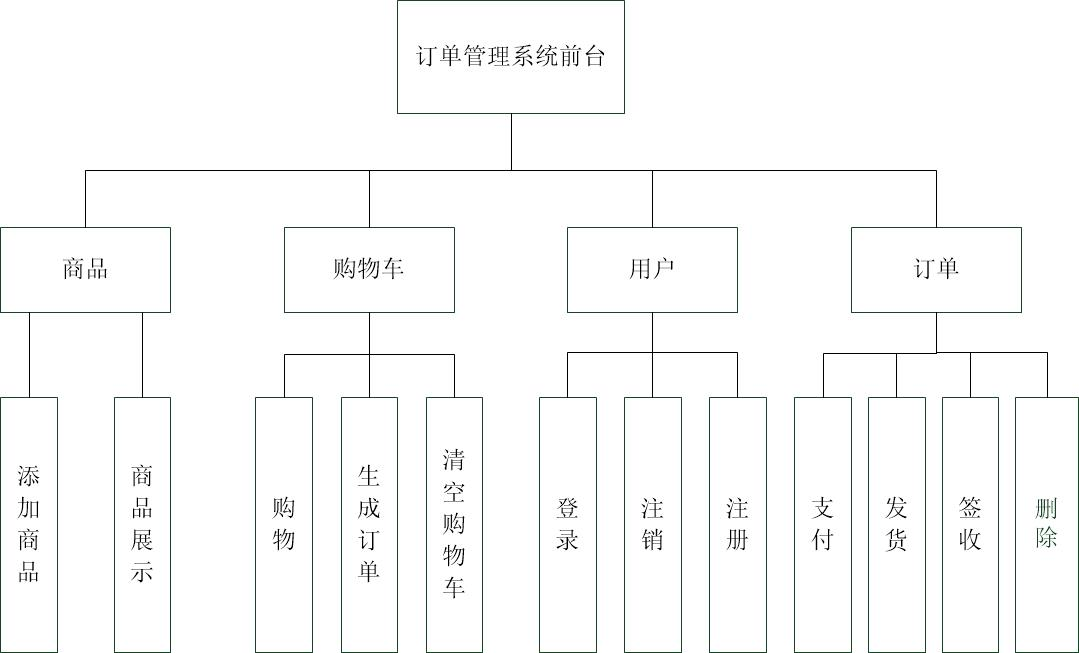 订单管理系统前台
商品
购物车
用户
订单
添加商品
商品展示
购物
生成订单
清空购物车
登录
注销
注册
支付
发货
签收
删除